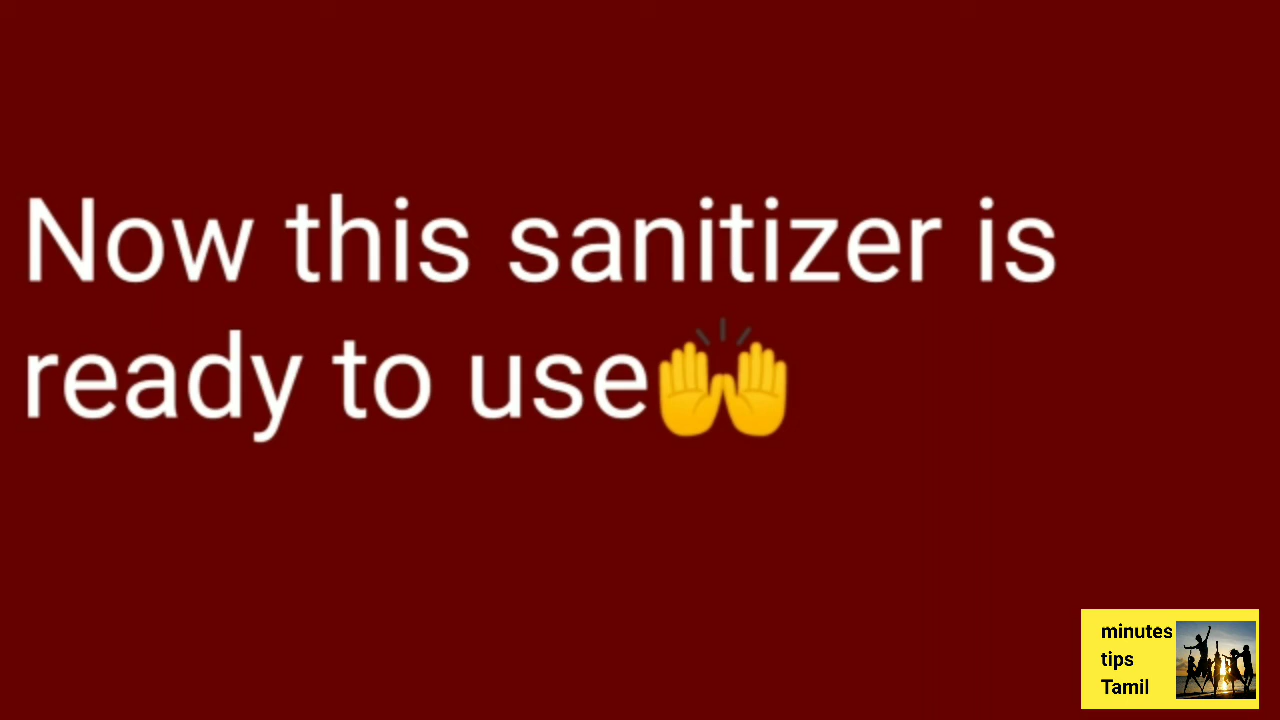 Now this sanitizer is
ready to use🙌
minutes
tips
Tamil